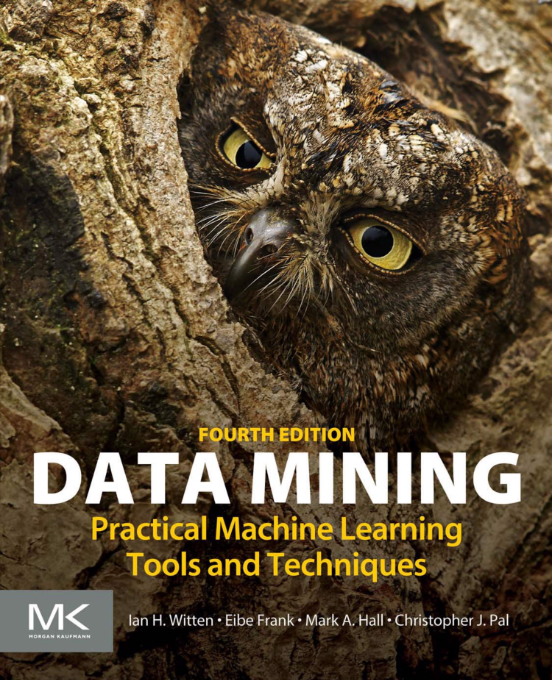 FOURTH EDITION
DATA MINING
Practical Machine Learning
Tools and Techniques
MK
MORGAN KAUFMANN
Ian H. Witten • Eibe Frank • Mark A. Hall • Christopher J. Pal